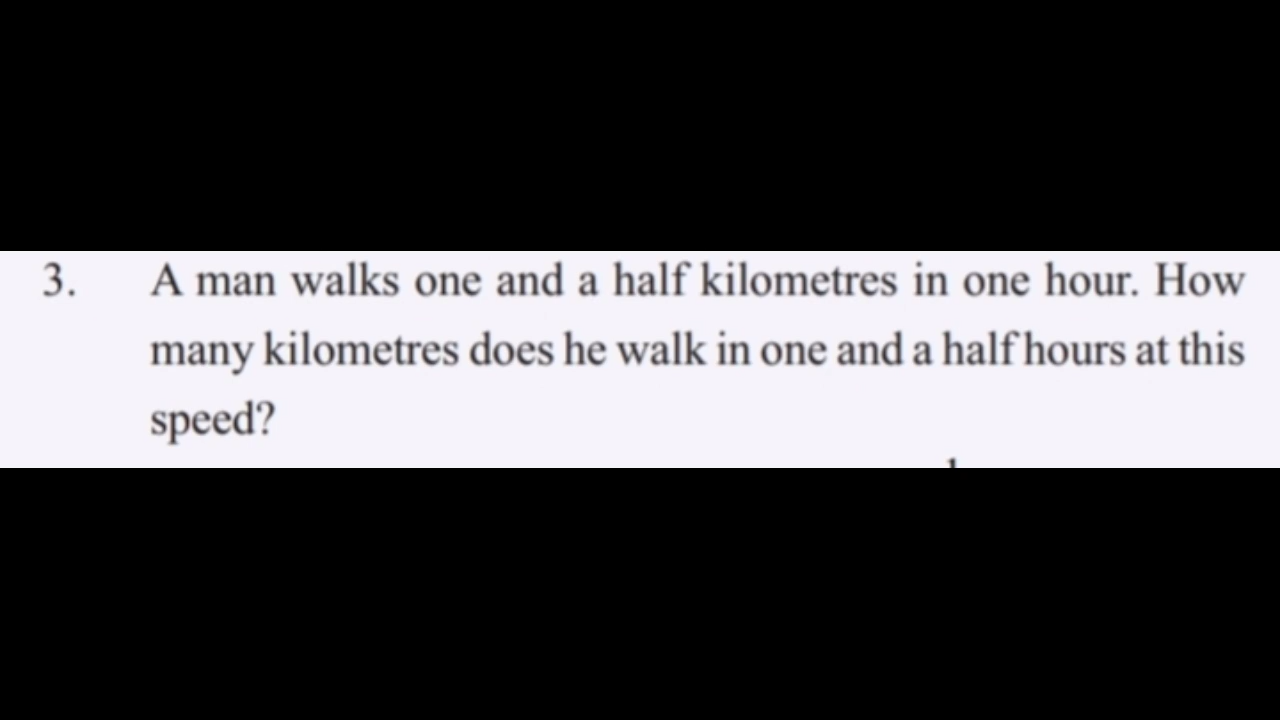 3. A man walks one and a half kilometres in one hour. How
many kilometres does he walk in one and a half hours at this
speed?